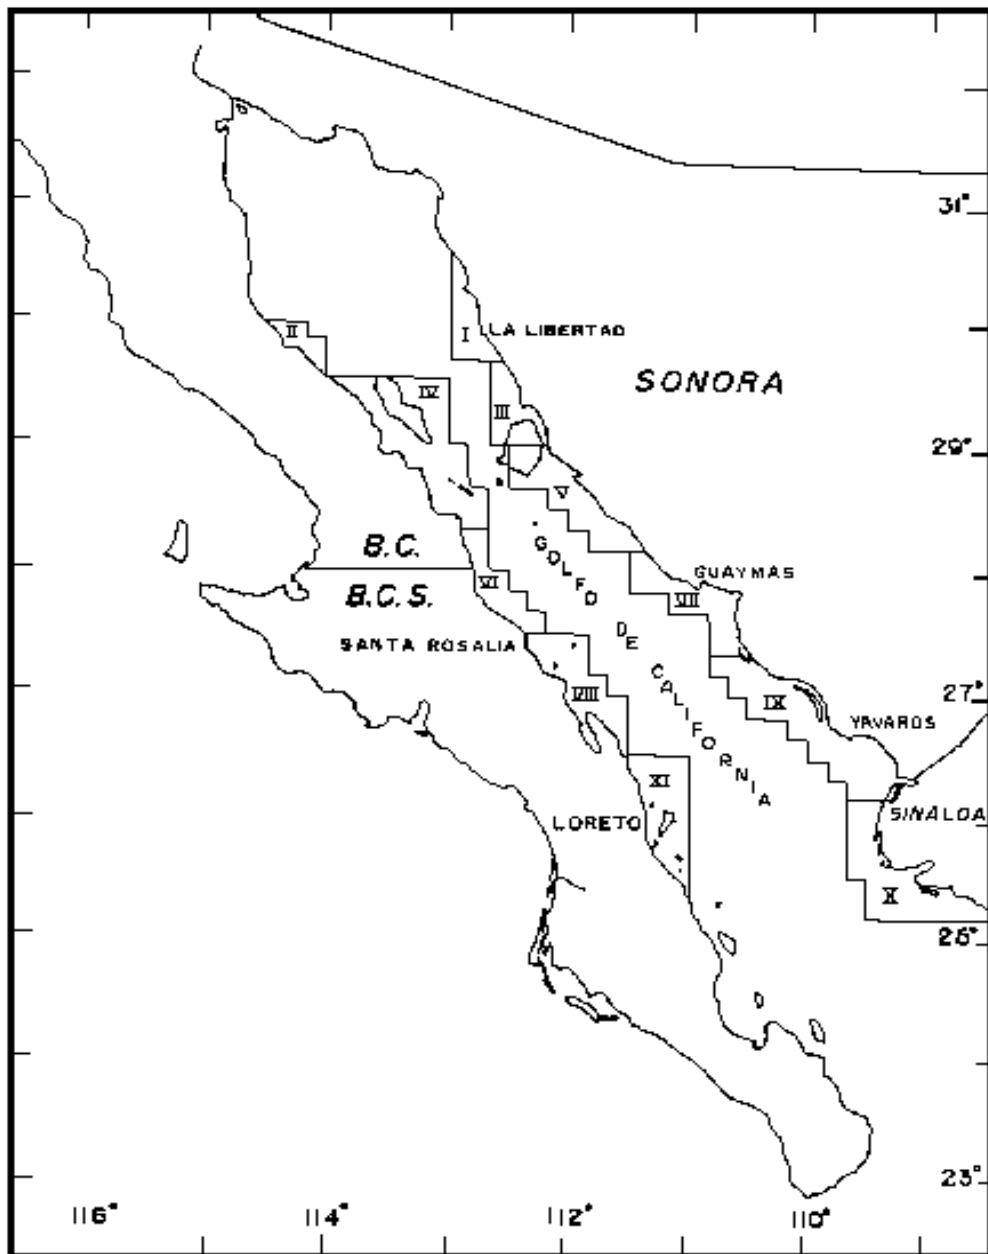 31°
II
I
LA LIBERTAD
SONORA
IV
III
29°
V
B.C.
GOLFO DE CALIFORNIA
GUAYMAS
VI
VII
B.C.S.
SANTA ROSALIA
VIII
IX
27°
YAVAROS
XI
LORETO
SINALOA
X
25°
23°
116°
114°
112°
110°